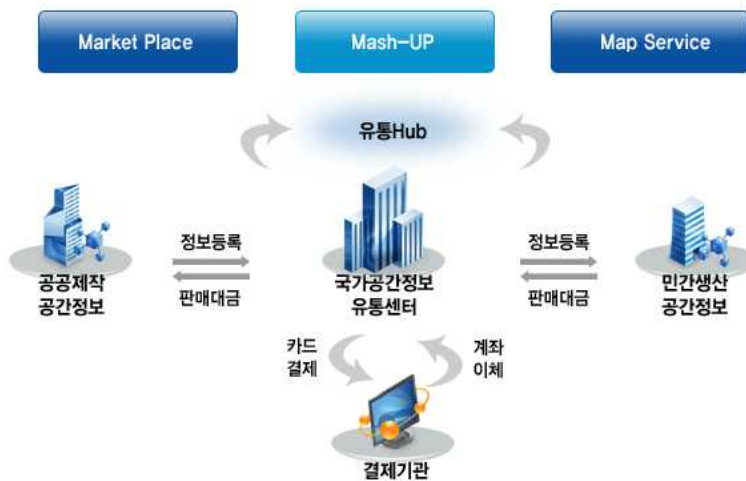 Market Place
Mash-UP
Map Service
유통Hub
정보등록
정보등록
공공제작
공간정보
판매대금
국가공간정보
유통센터
판매대금
민간생산
공간정보
카드
결제
계좌
이체
결제기관